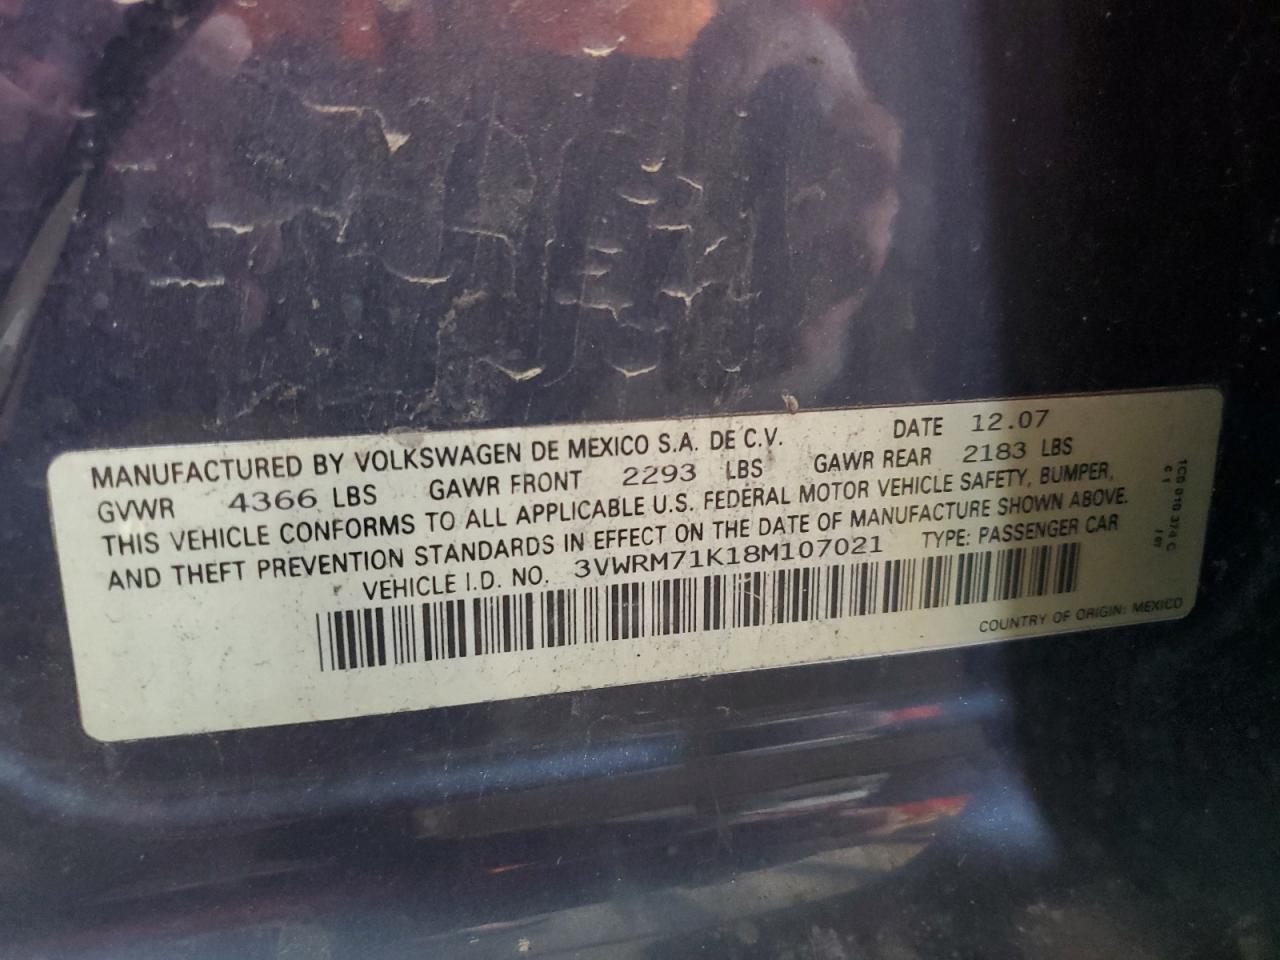 MANUFACTURED BY VOLKSWAGEN DE MEXICO S.A. DE C.V. DATE 12.07
GVWR 4366 LBS GAWR FRONT 2293 LBS GAWR REAR 2183 LBS
THIS VEHICLE CONFORMS TO ALL APPLICABLE U.S. FEDERAL MOTOR VEHICLE SAFETY, BUMPER,
AND THEFT PREVENTION STANDARDS IN EFFECT ON THE DATE OF MANUFACTURE SHOWN ABOVE.
VEHICLE I.D. NO. 3VWRM71K18M107021 TYPE: PASSENGER CAR
COUNTRY OF ORIGIN: MEXICO